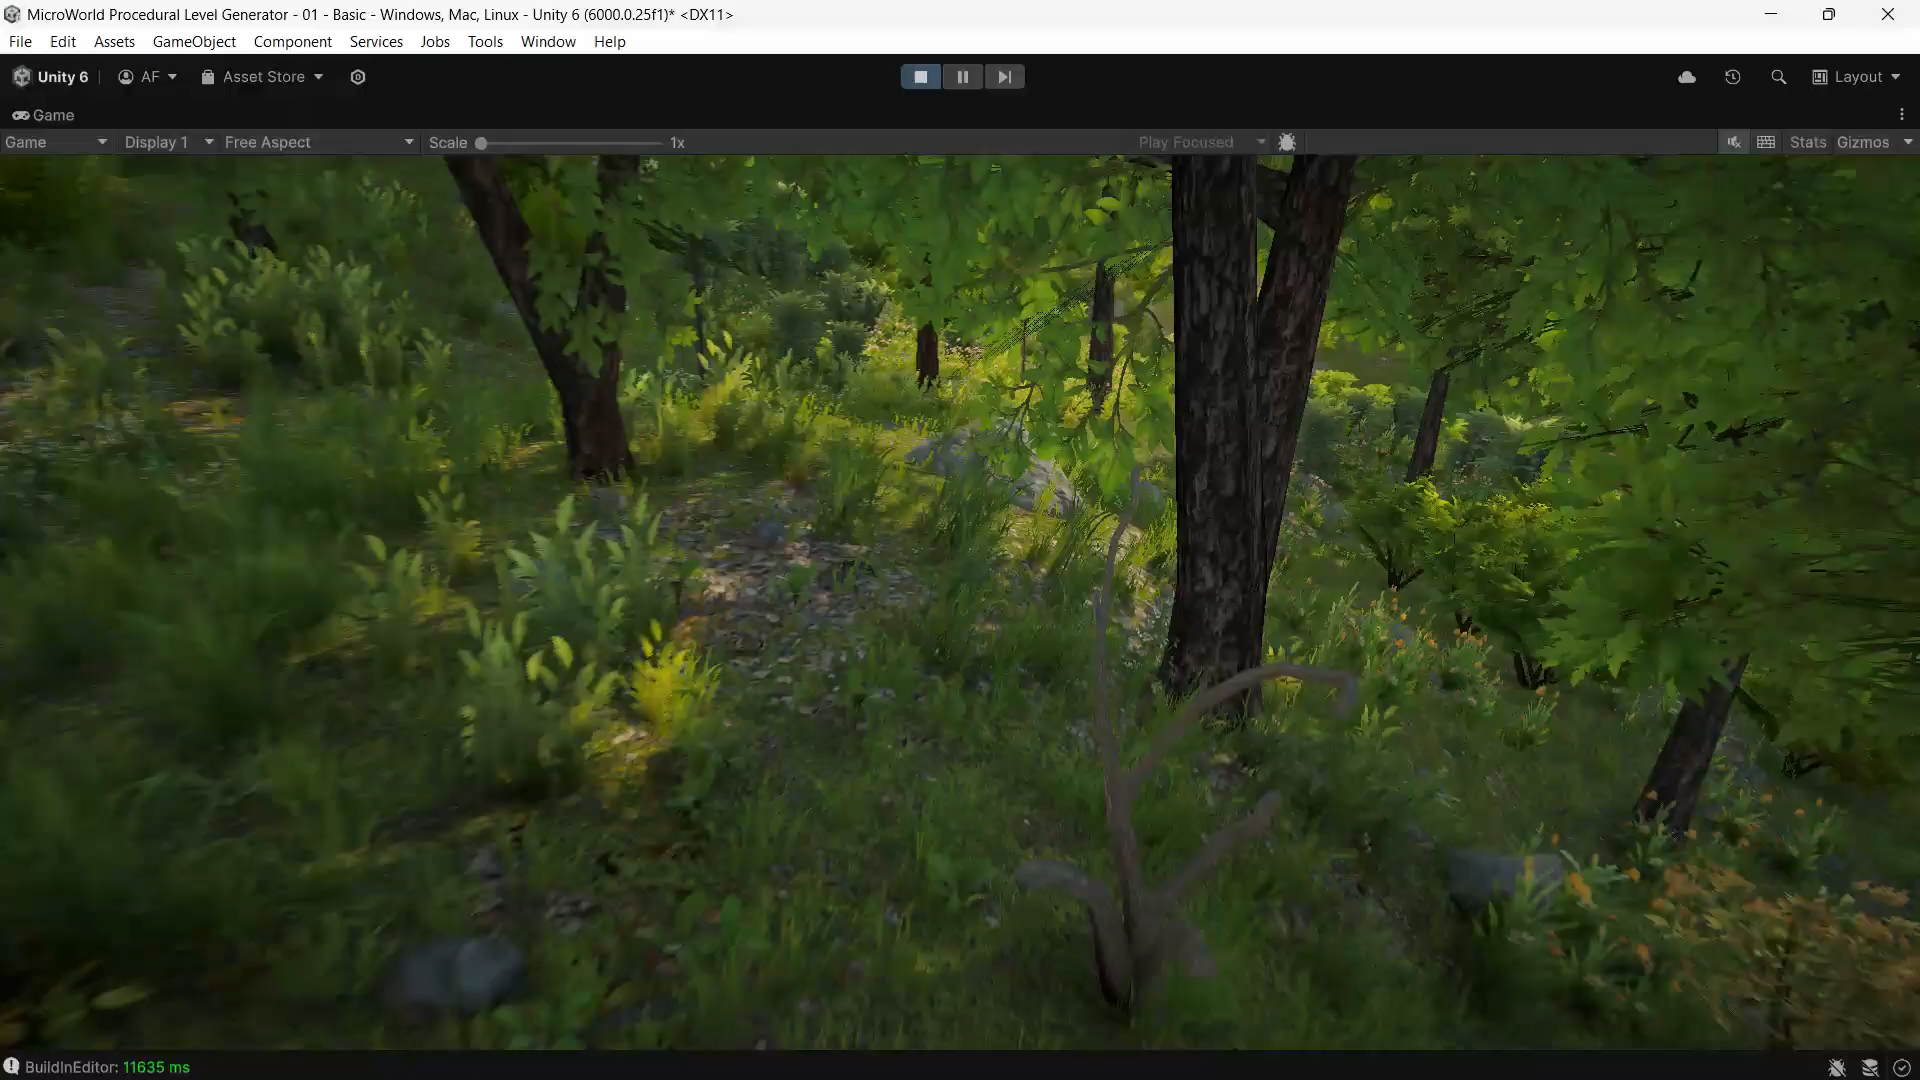 MicroWorld Procedural Level Generator - 01 - Basic - Windows, Mac, Linux - Unity 6 (6000.0.25f1)* <DX11>
File Edit Assets GameObject Component Services Jobs Tools Window Help
Unity 6 AF Asset Store Layout
Game
Game Display 1 Free Aspect Scale 1x Play Focused Stats Gizmos
BuildInEditor: 11635 ms